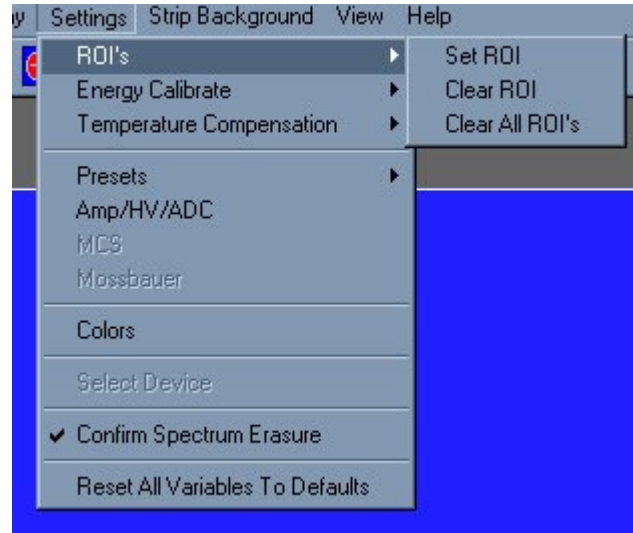 y Settings Strip Background View Help
ROI's Set ROI
Energy Calibrate Clear ROI
Temperature Compensation Clear All ROI's
Presets
Amp/HV/ADC
MCS
Mossbauer
Colors
Select Device
Confirm Spectrum Erasure
Reset All Variables To Defaults